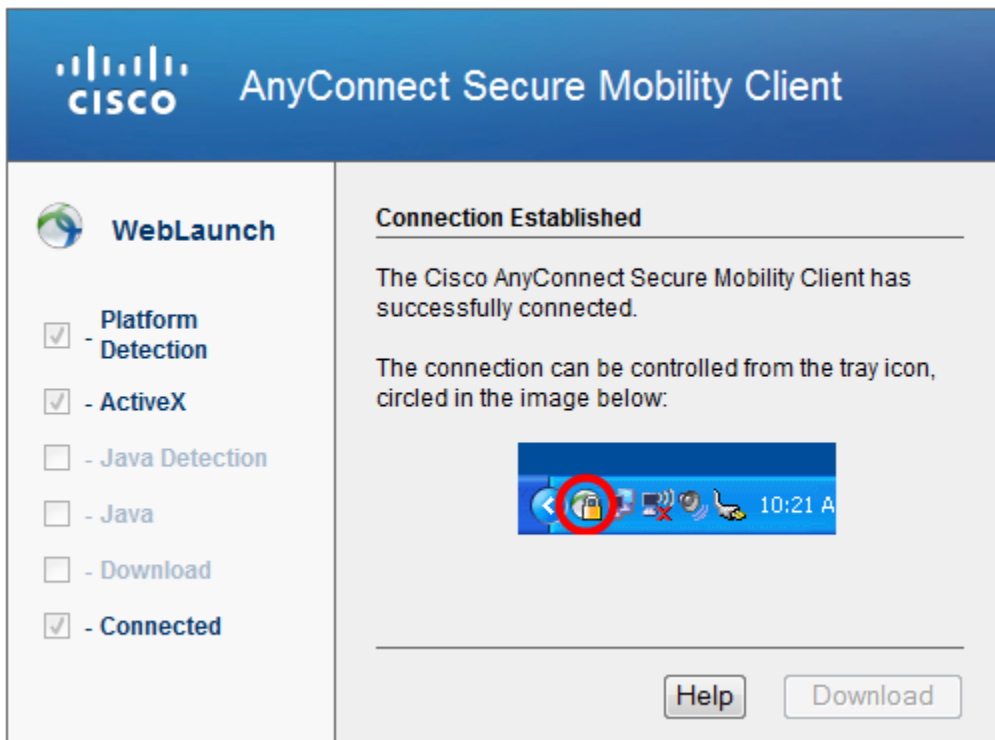 CISCO
AnyConnect Secure Mobility Client
WebLaunch
- Platform
Detection
- ActiveX
- Java Detection
- Java
- Download
- Connected
Connection Established
The Cisco AnyConnect Secure Mobility Client has
successfully connected.
The connection can be controlled from the tray icon,
circled in the image below:
10:21 A
Help
Download